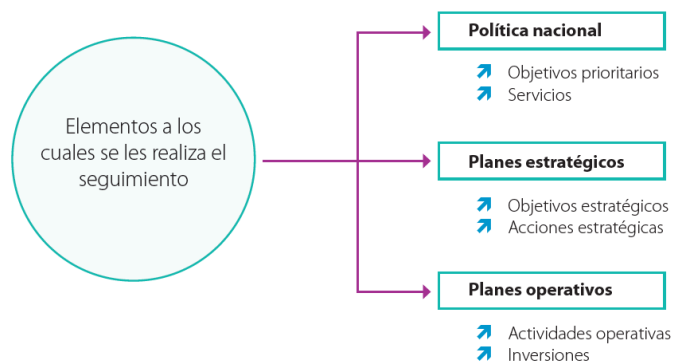 Elementos a los
cuales se les realiza el
seguimiento
Política nacional
Objetivos prioritarios
Servicios
Planes estratégicos
Objetivos estratégicos
Acciones estratégicas
Planes operativos
Actividades operativas
Inversiones